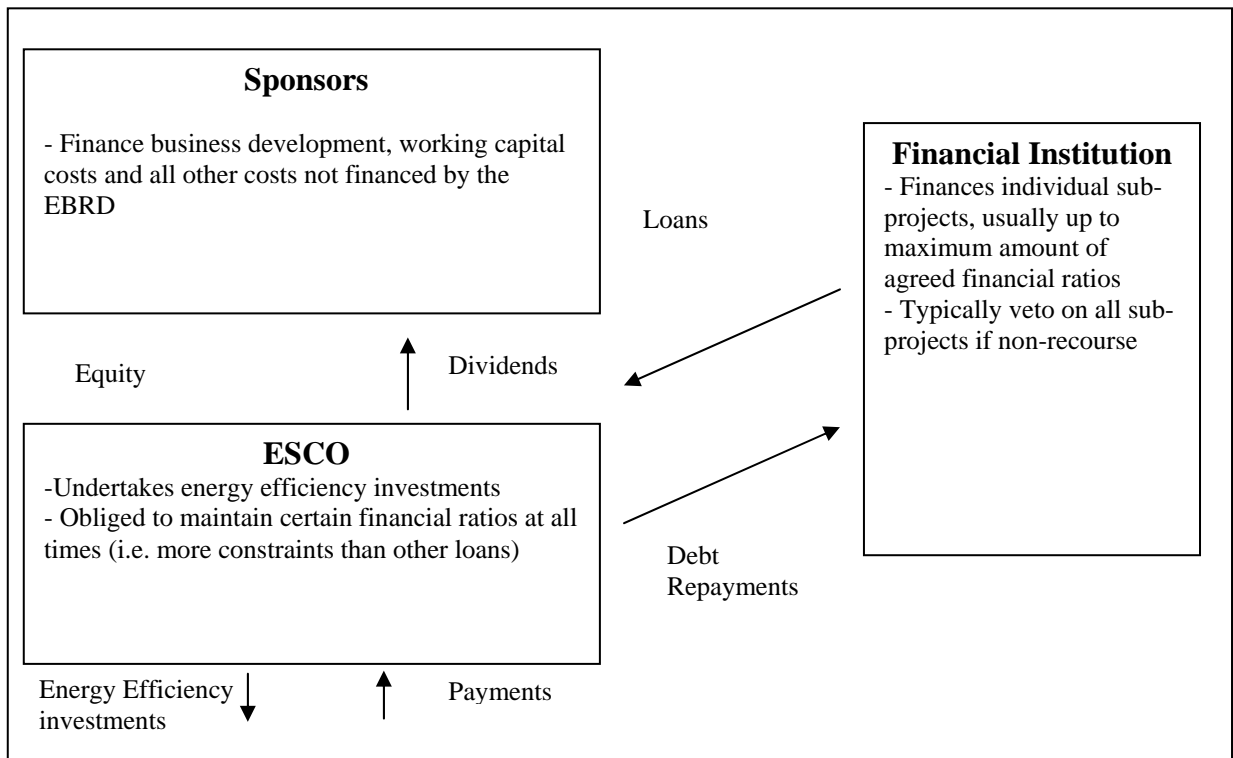 Sponsors
- Finance business development, working capital
costs and all other costs not financed by the
EBRD
Financial Institution
- Finances individual sub-
projects, usually up to
maximum amount of
agreed financial ratios
- Typically veto on all sub-
projects if non-recourse
Loans
Equity
Dividends
ESCO
-Undertakes energy efficiency investments
- Obliged to maintain certain financial ratios at all
times (i.e. more constraints than other loans)
Debt
Repayments
Energy Efficiency
investments
Payments